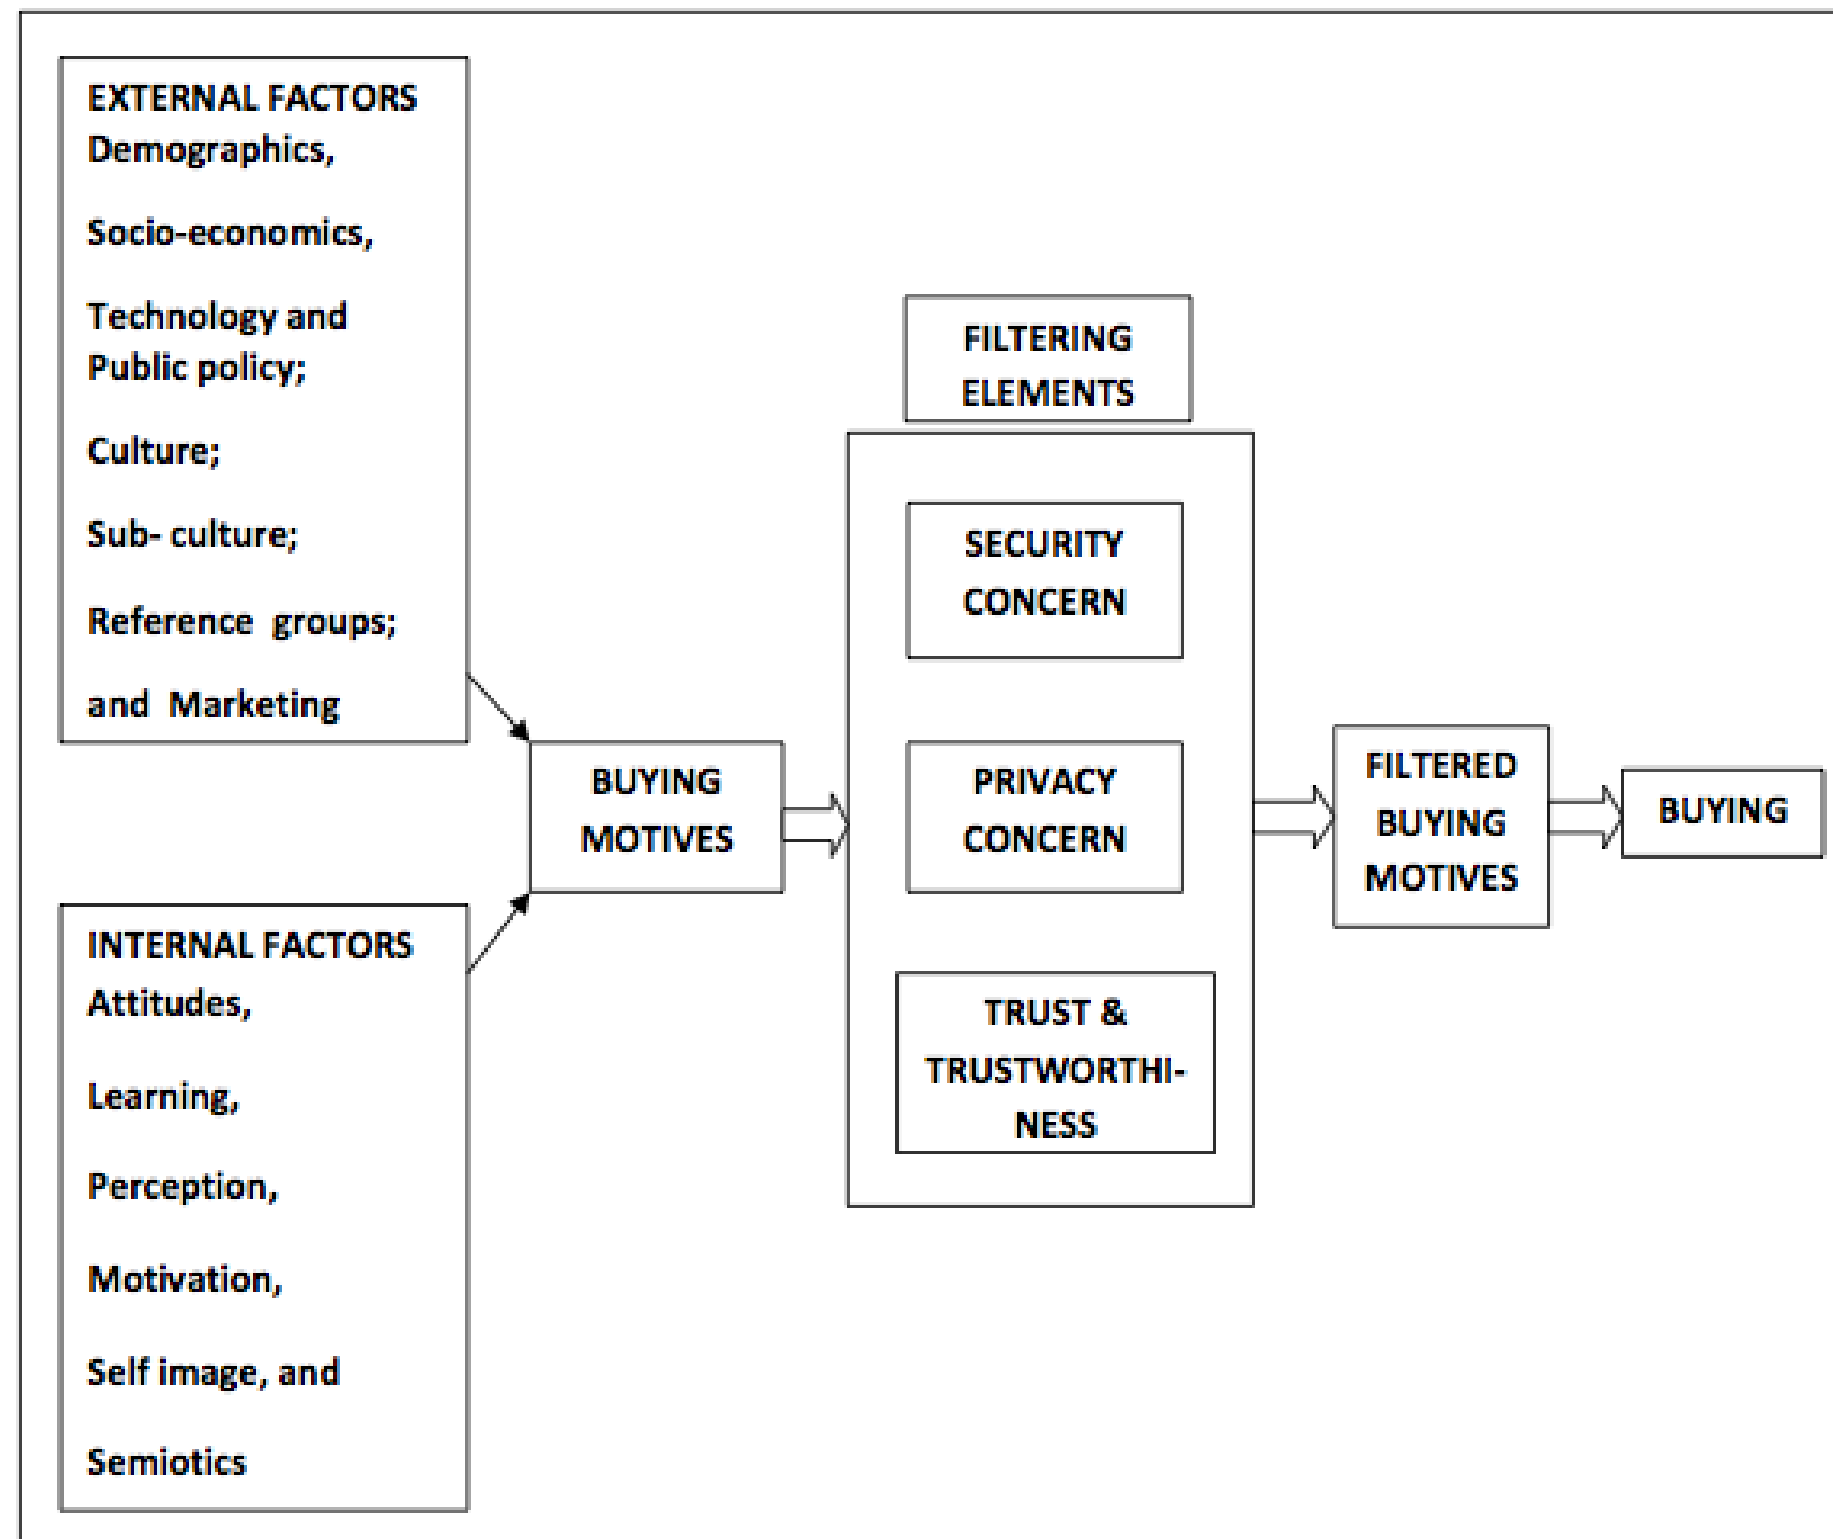 EXTERNAL FACTORS
Demographics,
Socio-economics,
Technology and
Public policy;
Culture;
Sub- culture;
Reference  groups;
and  Marketing
INTERNAL FACTORS
Attitudes,
Learning,
Perception,
Motivation,
Self image, and
Semiotics
BUYING
MOTIVES
FILTERING
ELEMENTS
SECURITY
CONCERN
PRIVACY
CONCERN
TRUST &
TRUSTWORTHI-
NESS
FILTERED
BUYING
MOTIVES
BUYING